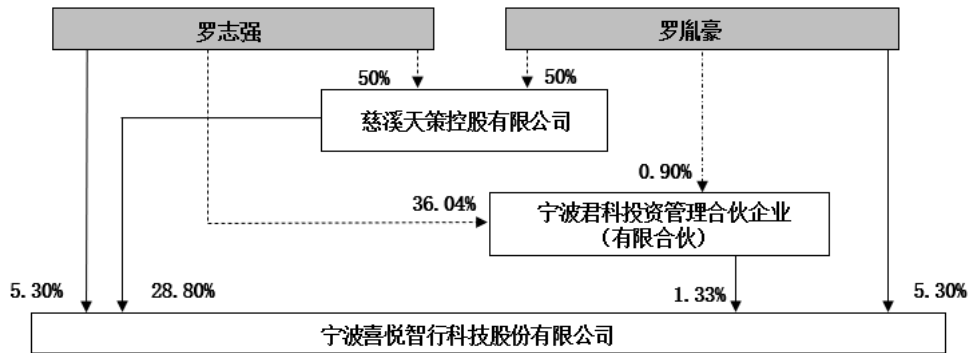 罗志强
罗胤豪
50%
50%
慈溪天策控股有限公司
0.90%
36.04%
宁波君科投资管理合伙企业
（有限合伙）
5.30%
28.80%
1.33%
5.30%
宁波喜悦智行科技股份有限公司